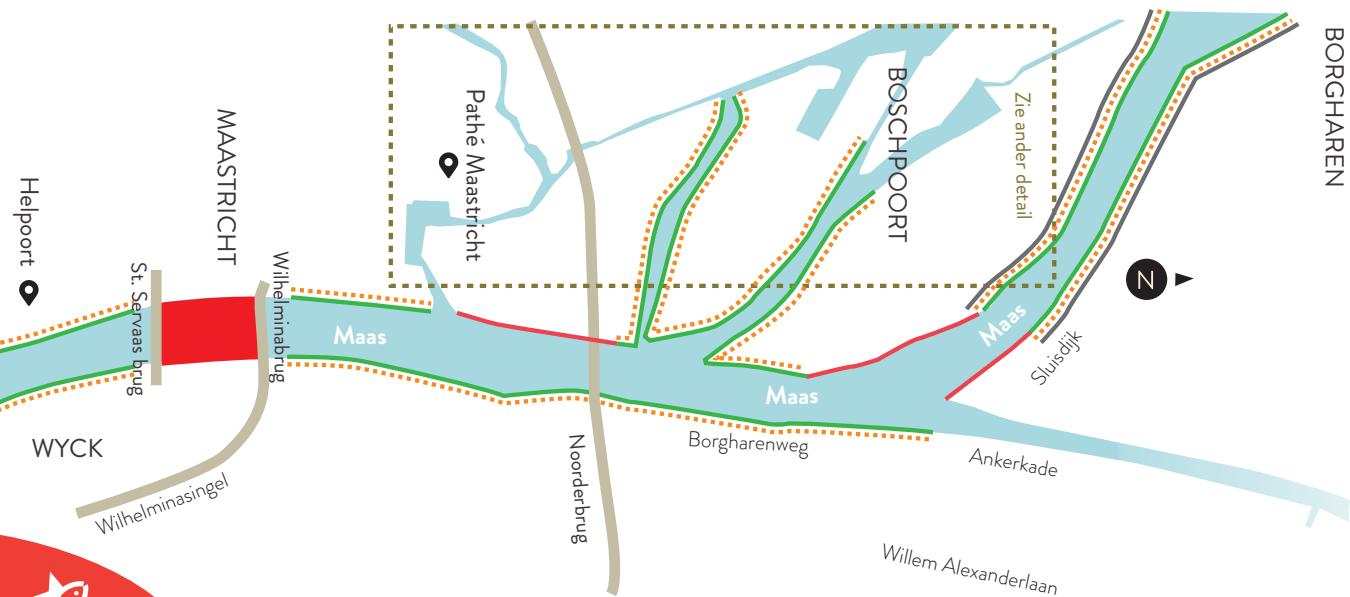 BORGHAREN
BOSCHPOORT
Zie ander detail
Pathé Maastricht
MAASTRICHT
Helpoort
St. Servaas brug
Wilhelminabrug
N
Maas
Maas
Maas
Sluisdijk
WYCK
Wilhelminasingel
Noorderbrug
Borgharenweg
Ankerkade
Willem Alexanderlaan